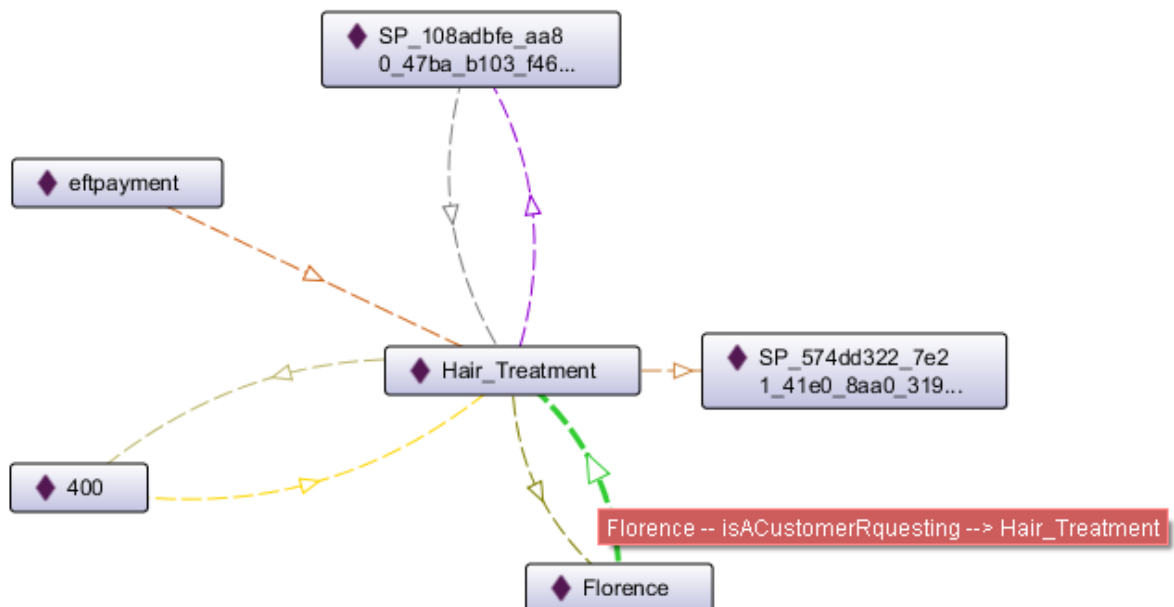 SP_108adbfe_aa8
0_47ba_b103_f46...
eftpayment
Hair_Treatment
SP_574dd322_7e2
1_41e0_8aa0_319...
400
Florence -- isACustomerRquesting --> Hair_Treatment
Florence